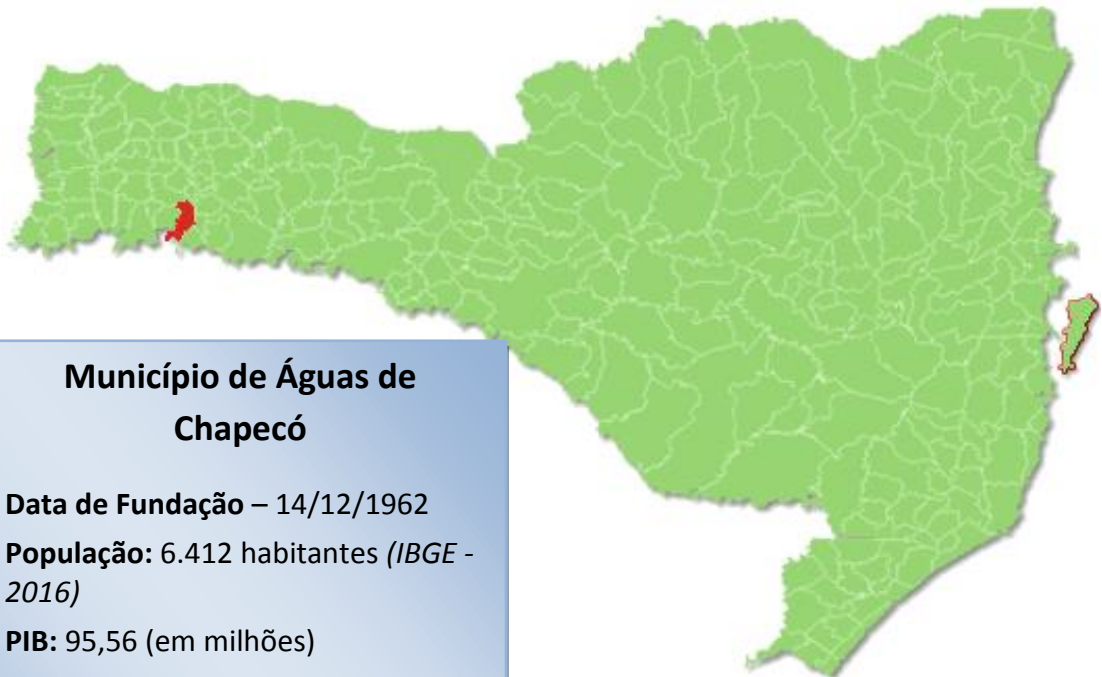 Município de Águas de
Chapecó
Data de Fundação – 14/12/1962
População: 6.412 habitantes (IBGE -
2016)
PIB: 95,56 (em milhões)